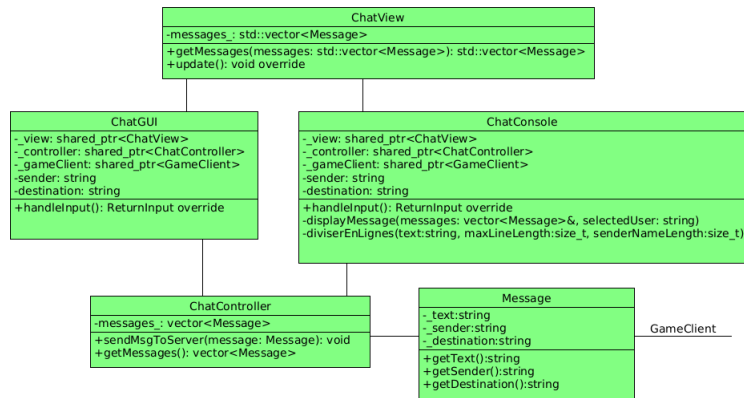 ChatView
-messages_: std::vector<Message>
+getMessages(messages: std::vector<Message>): std::vector<Message>
+update(): void override
ChatGUI
-_view: shared_ptr<ChatView>
-_controller: shared_ptr<ChatController>
-_gameClient: shared_ptr<GameClient>
-sender: string
-destination: string
+handleInput(): ReturnInput override
ChatConsole
-_view: shared_ptr<ChatView>
-_controller: shared_ptr<ChatController>
-_gameClient: shared_ptr<GameClient>
-sender: string
-destination: string
+handleInput(): ReturnInput override
-displayMessage(messages: vector<Message>&, selectedUser: string)
-diviserEnLignes(text:string, maxLineLength:size_t, senderNameLength:size_t)
ChatController
-messages_: vector<Message>
+sendMsgToServer(message: Message): void
+getMessages(): vector<Message>
Message
-_text:string
-_sender:string
-_destination:string
+getText():string
+getSender():string
+getDestination():string
GameClient